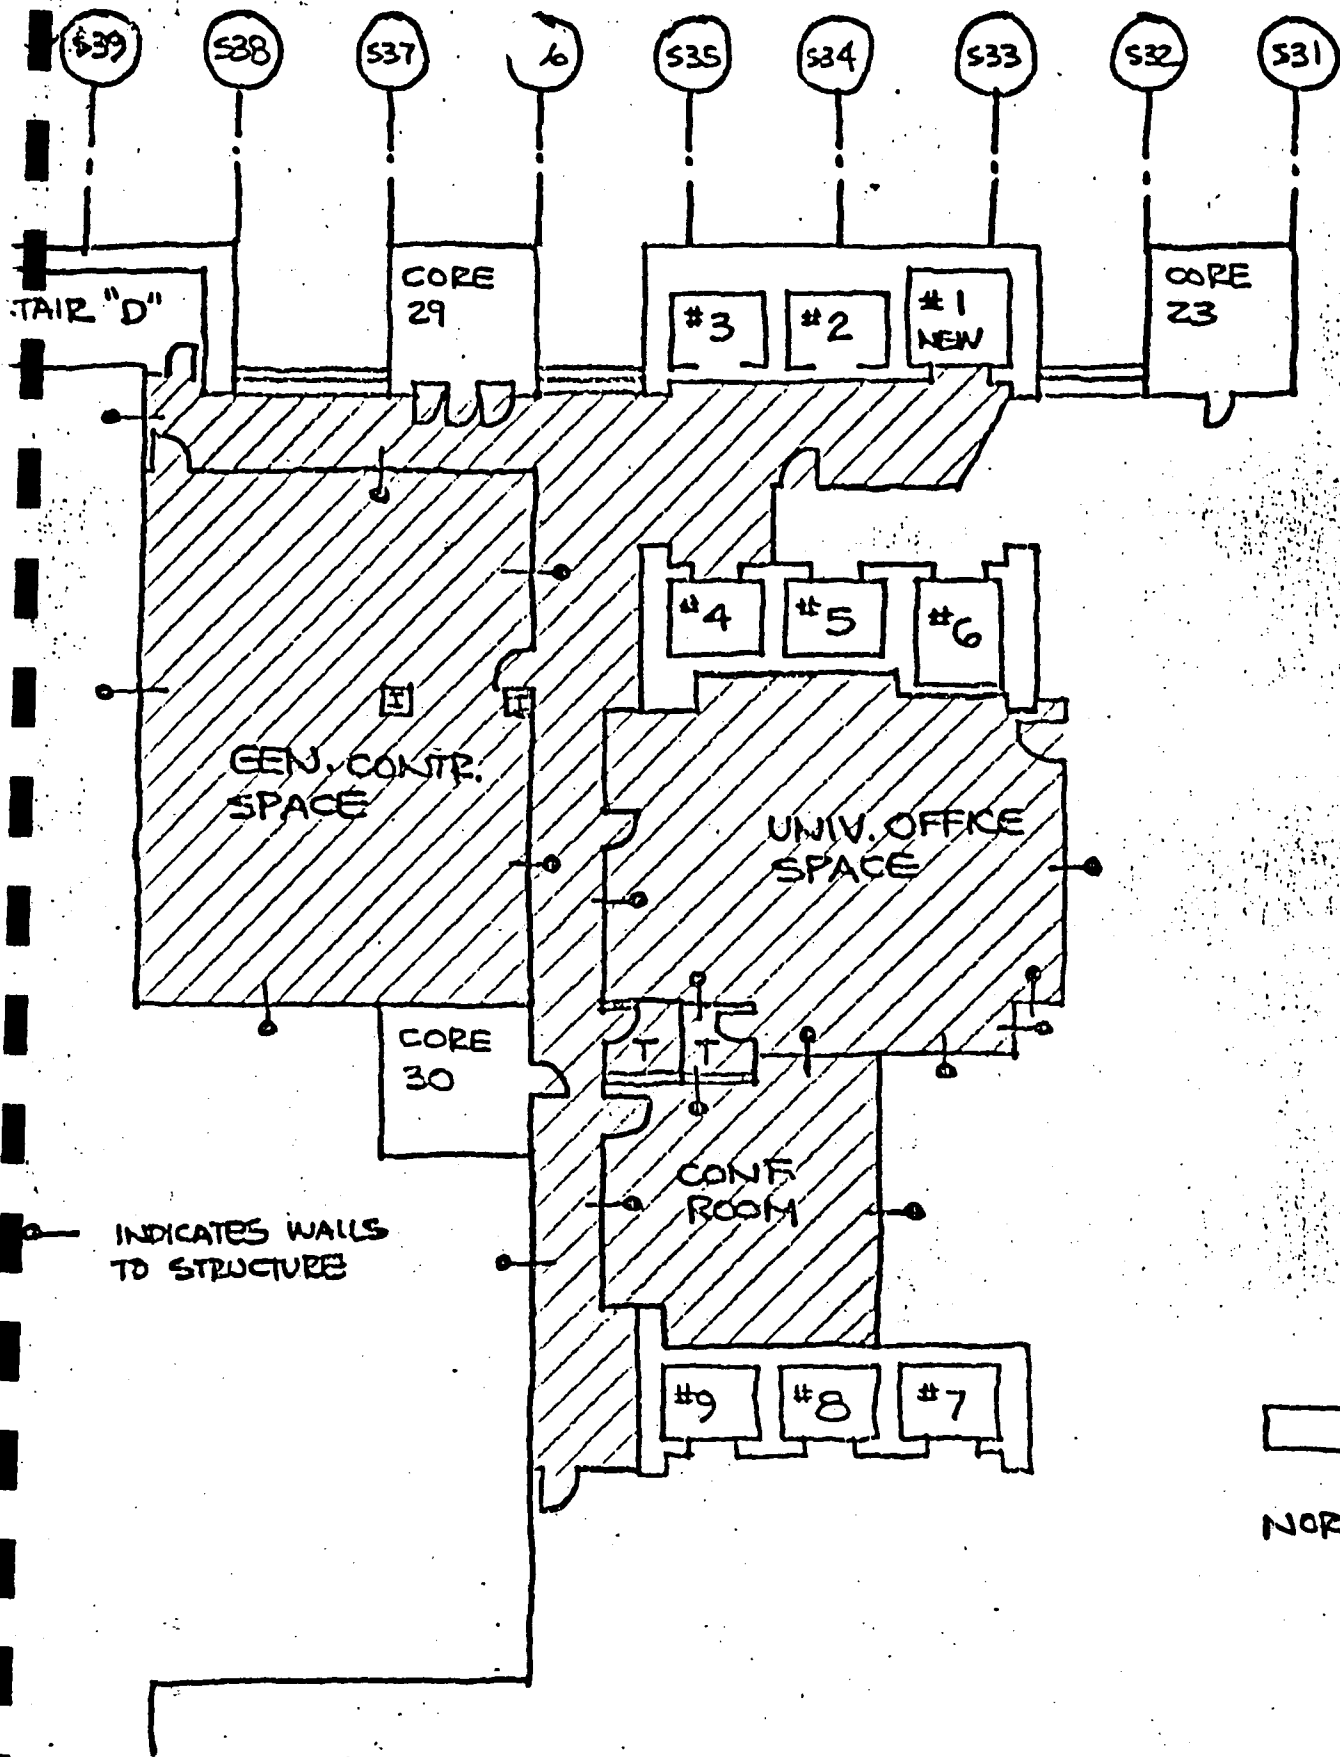 S39 S38 S37 6 S35 S34 S33 S32 S31
CORE
29
CORE
23
TAIR "D"
#3 #2 #1
NEW
#4 #5 #6
I I
GEN. CONTR.
SPACE
UNIV. OFFICE
SPACE
CORE
30
T T
CONF.
ROOM
INDICATES WALLS
TO STRUCTURE
#9 #8 #7
NOR